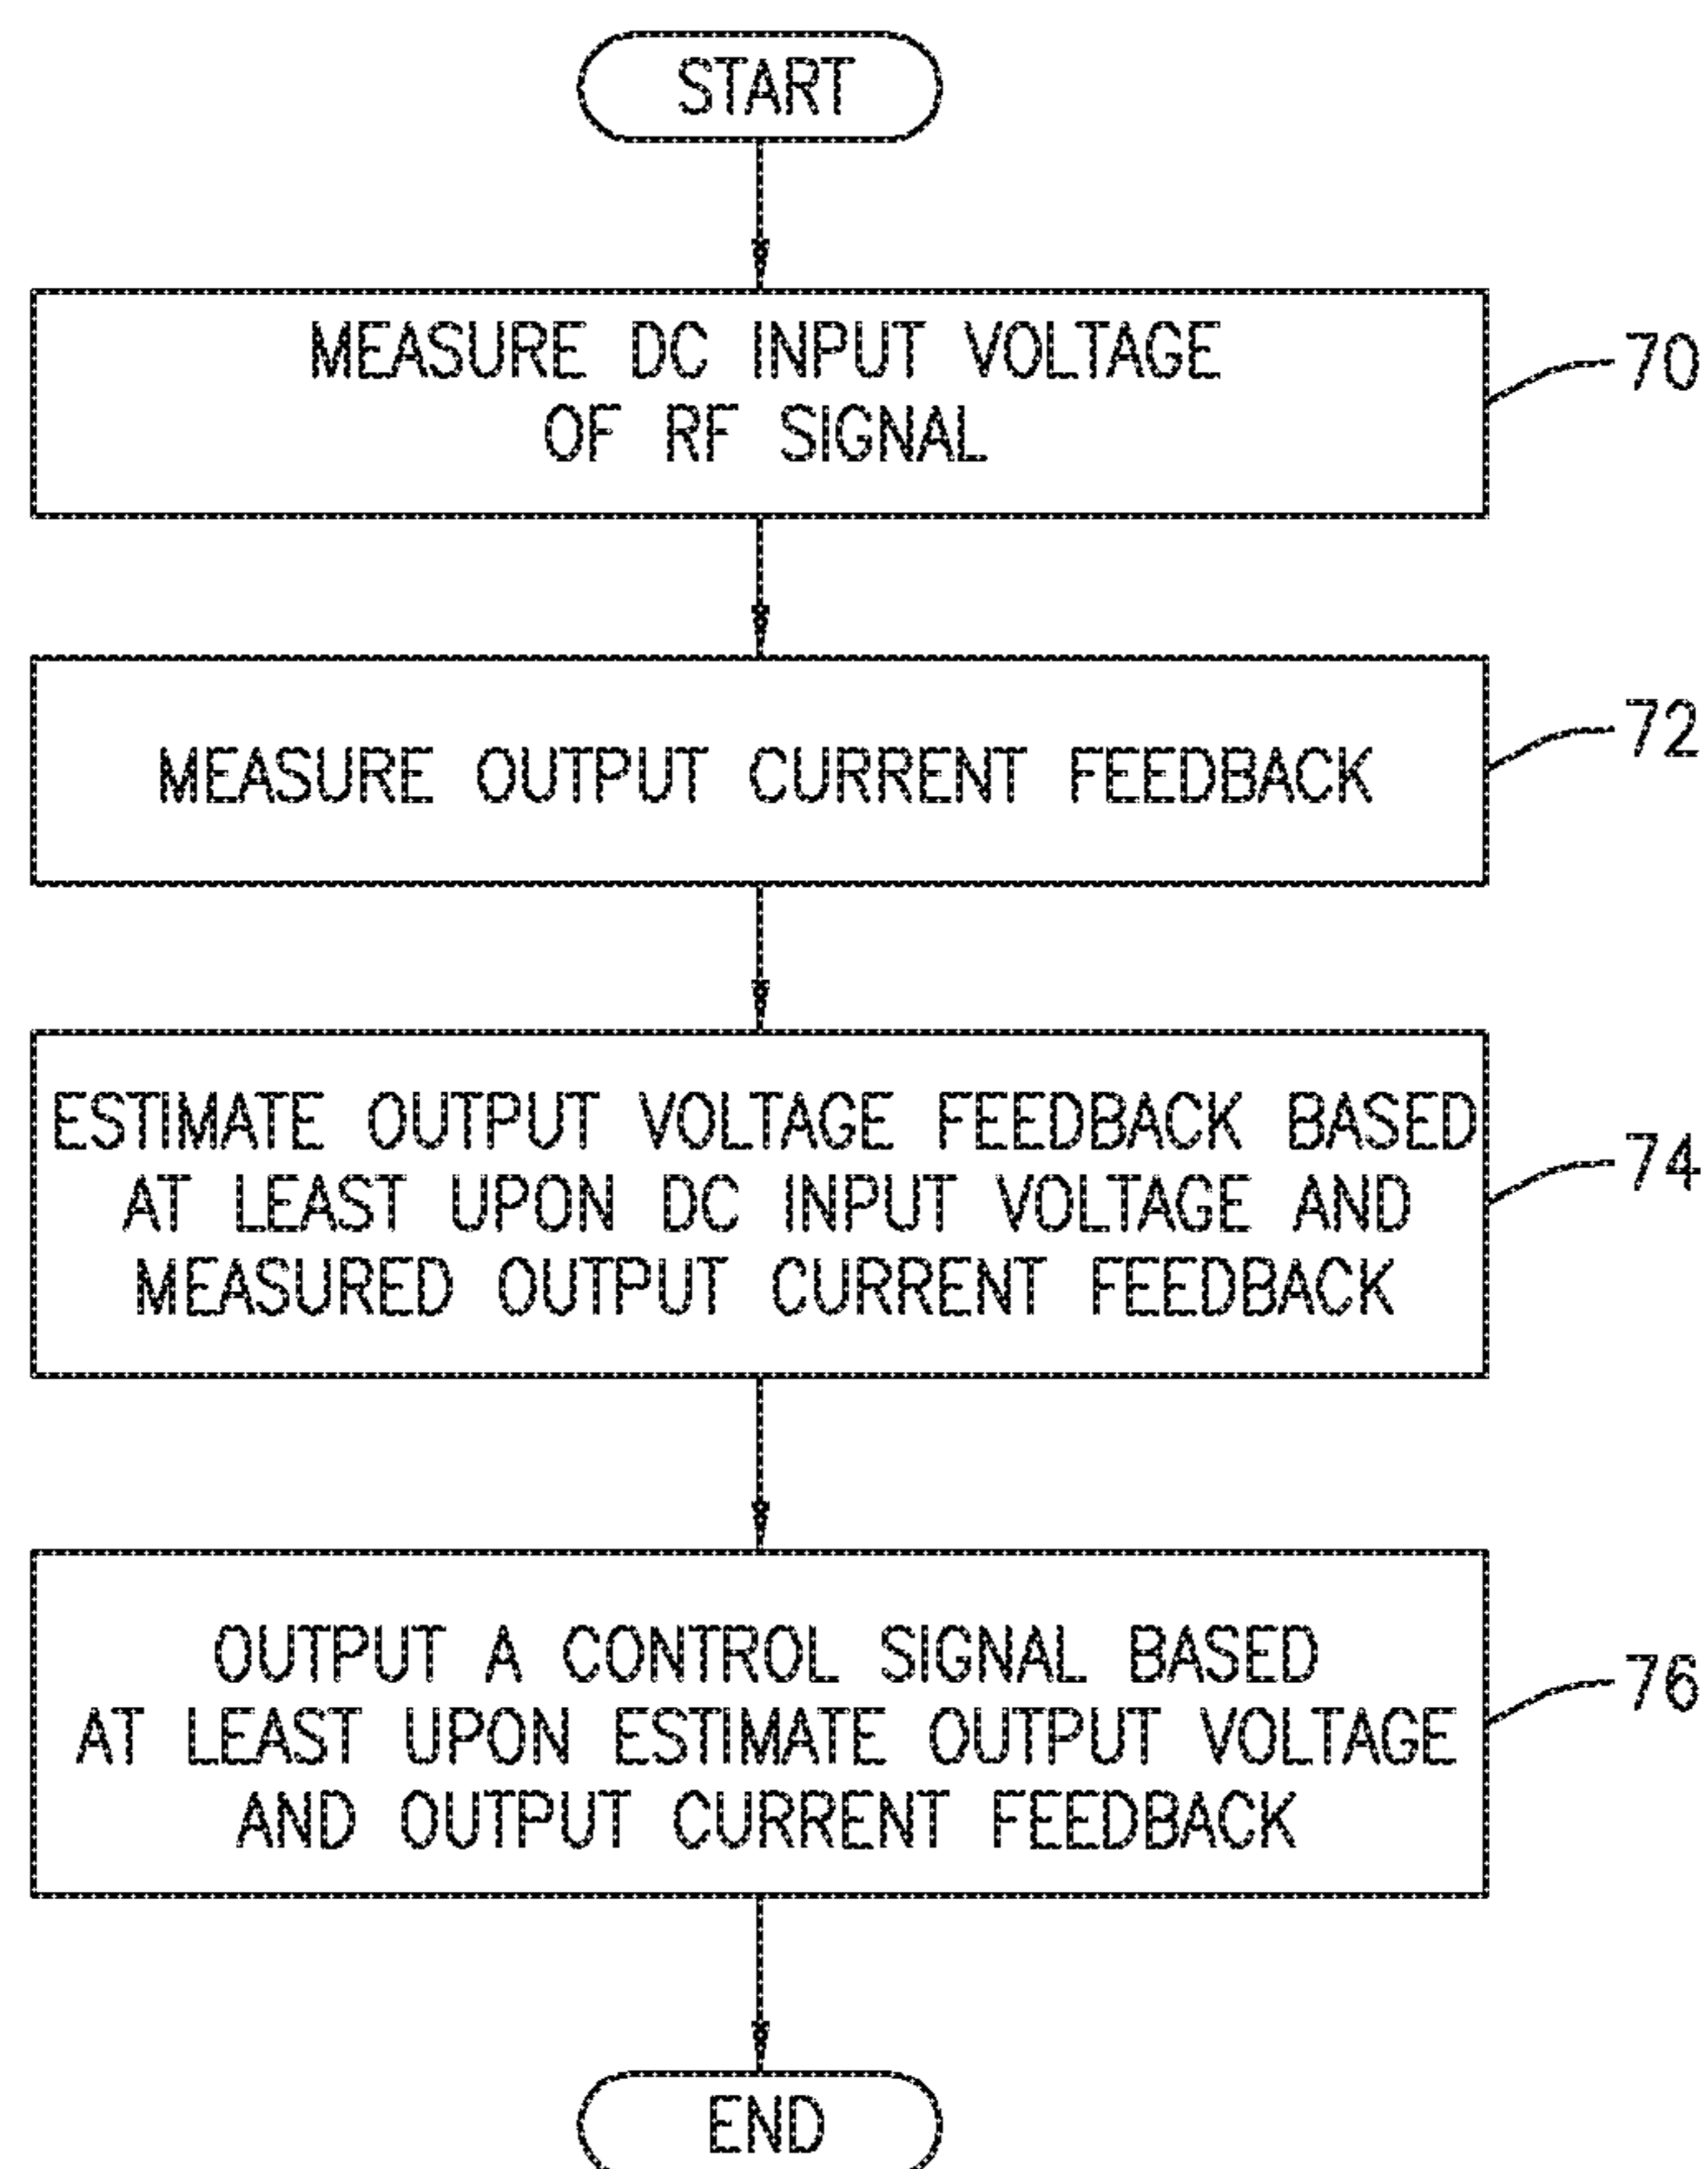 START
MEASURE DC INPUT VOLTAGE
OF RF SIGNAL
70
MEASURE OUTPUT CURRENT FEEDBACK
72
ESTIMATE OUTPUT VOLTAGE FEEDBACK BASED
AT LEAST UPON DC INPUT VOLTAGE AND
MEASURED OUTPUT CURRENT FEEDBACK
74
OUTPUT A CONTROL SIGNAL BASED
AT LEAST UPON ESTIMATE OUTPUT VOLTAGE
AND OUTPUT CURRENT FEEDBACK
76
END